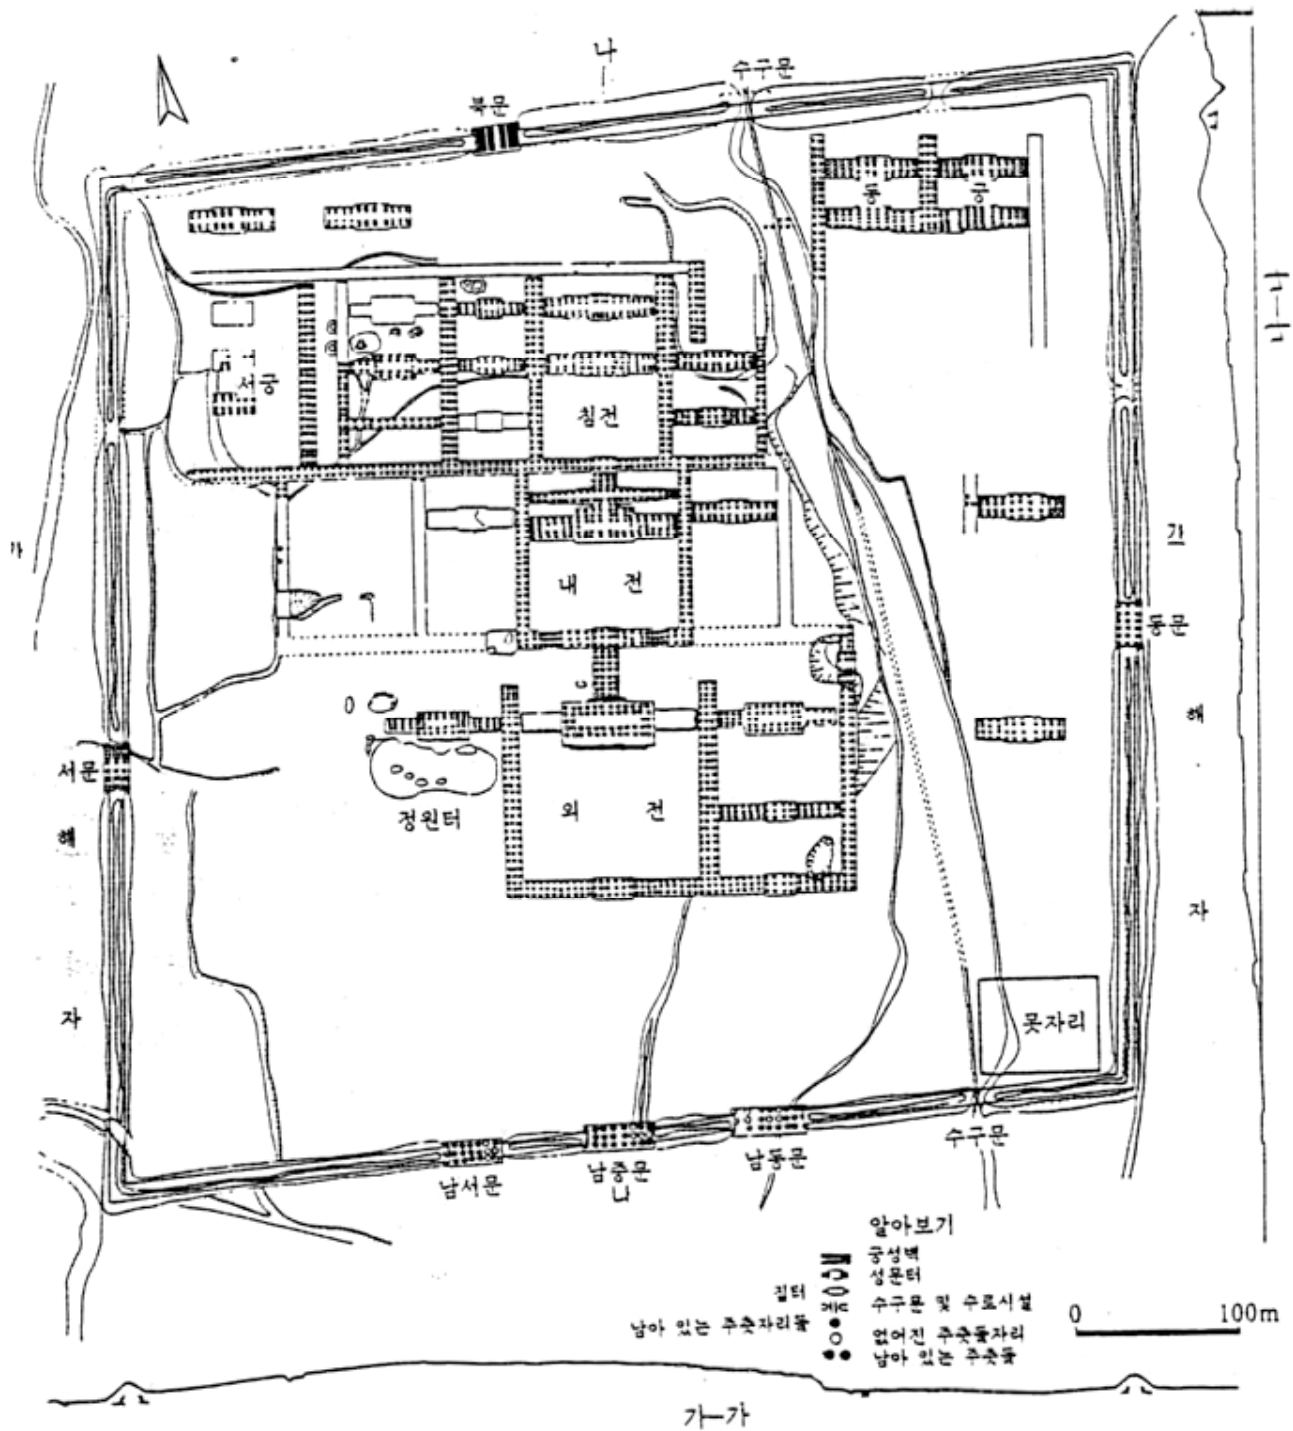 나
수구문
북문
동 궁
나—나
서궁
침전
가
가
내 전
동문
해
자
서문
해
자
정원터
외 전
못자리
수구문
남서문
남중문
나
남동문
알아보기
궁성벽
성문터
집터
수구문 및 수로시설
남아 있는 주춧자리돌
없어진 주춧돌자리
남아 있는 주춧돌
0 100m
가—가